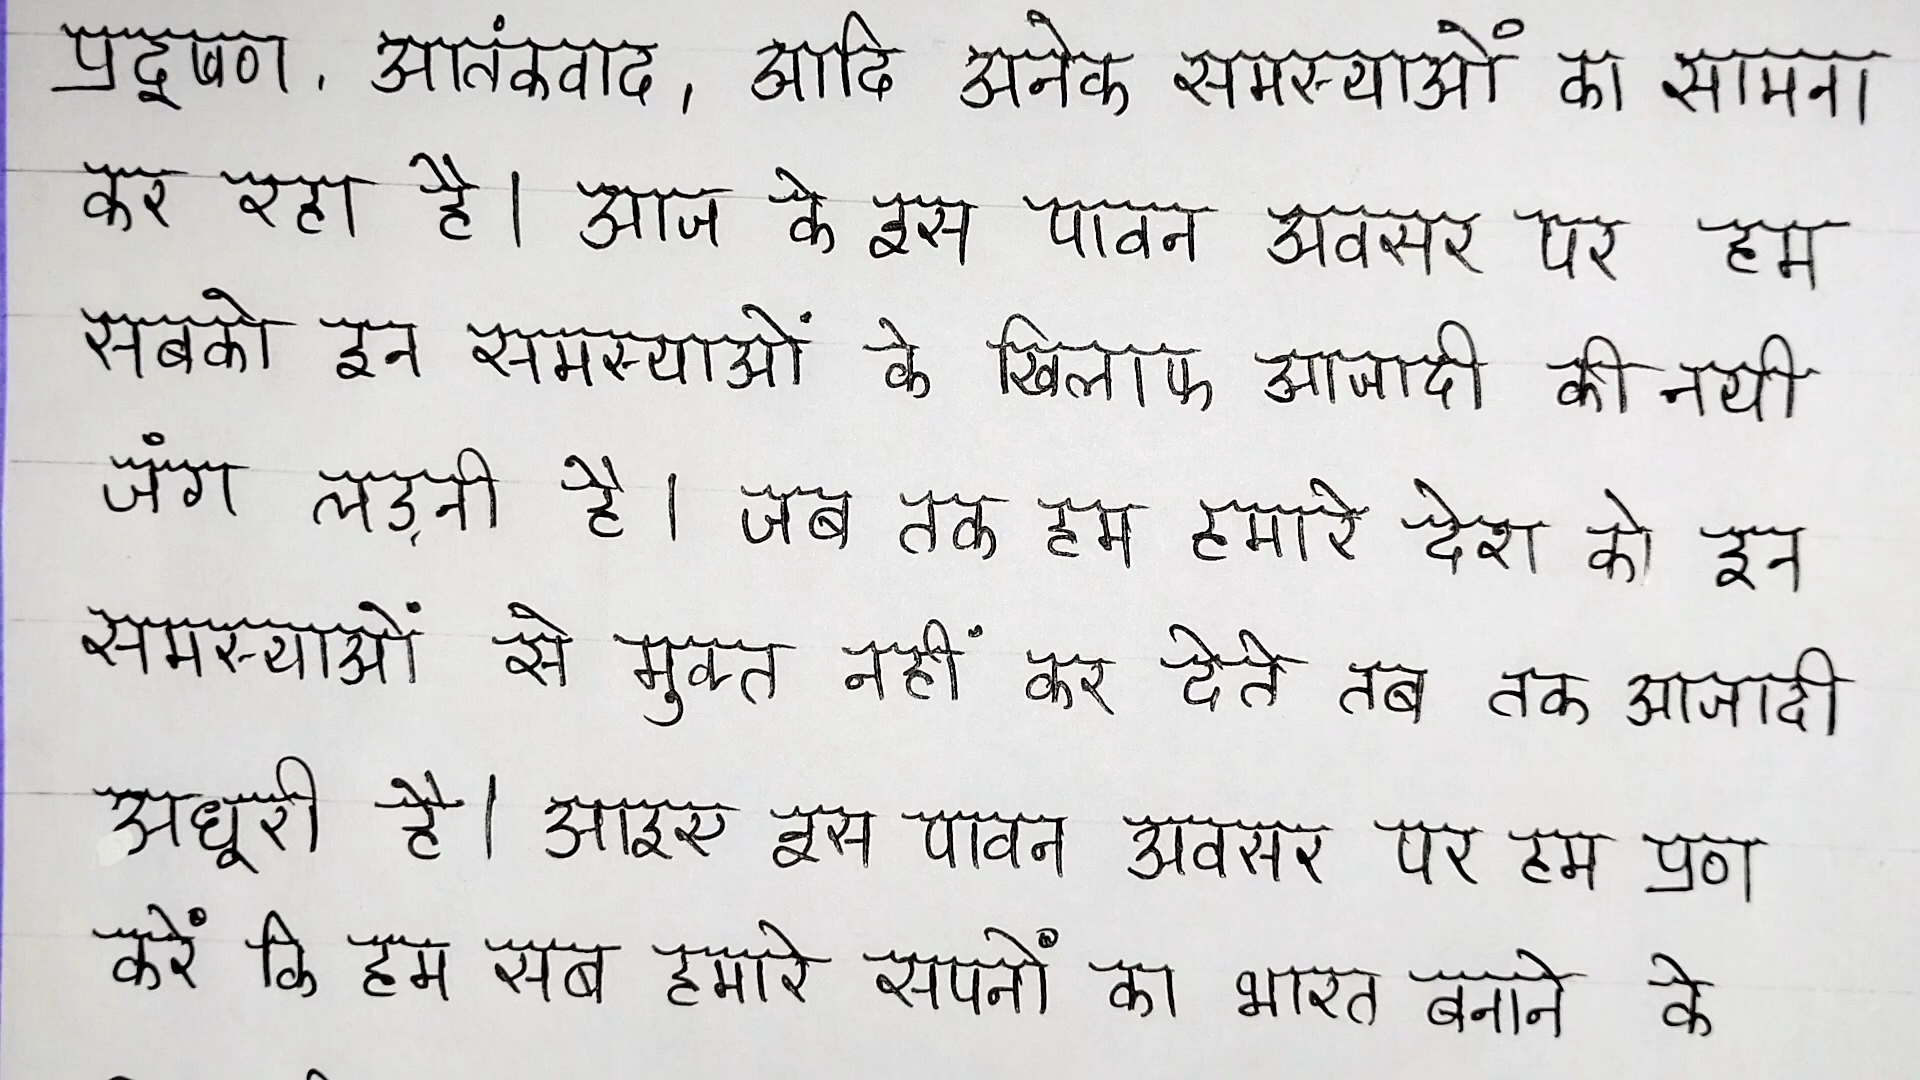 प्रदूषण, आतंकवाद, आदि अनेक समस्याओं का सामना
कर रहा है। आज के इस पावन अवसर पर हम
सबको इन समस्याओं के खिलाफ आजादी की नयी
जंग लड़नी है। जब तक हम हमारे देश को इन
समस्याओं से मुक्त नहीं कर देते तब तक आजादी
अधूरी है। आइए इस पावन अवसर पर हम प्रण
करें कि हम सब हमारे सपनों का भारत बनाने के